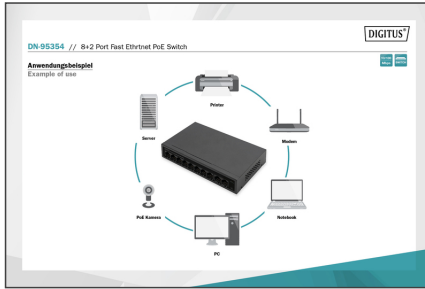 DIGITUS®
DN-95354 // 8+2 Port Fast Ethrtnet PoE Switch
Anwendungsbeispiel
Example of use
Printer
Server
Modem
PoE Kamera
Notebook
PC